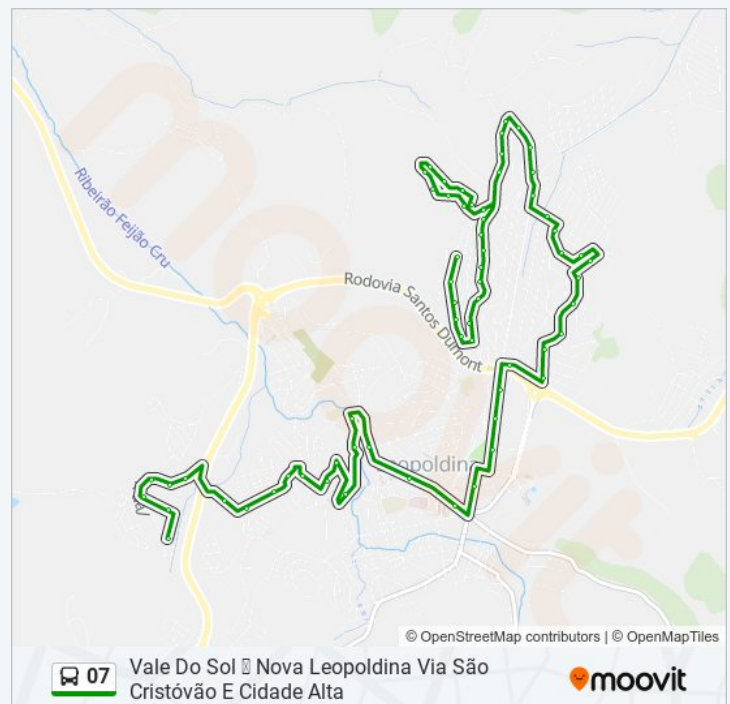 Ribeirão Feijão Cru
Rodovia Santos Dumont
eopoldina
© OpenStreetMap contributors | © OpenMapTiles
07
Vale Do Sol ▯ Nova Leopoldina Via São
Cristóvão E Cidade Alta
moovit